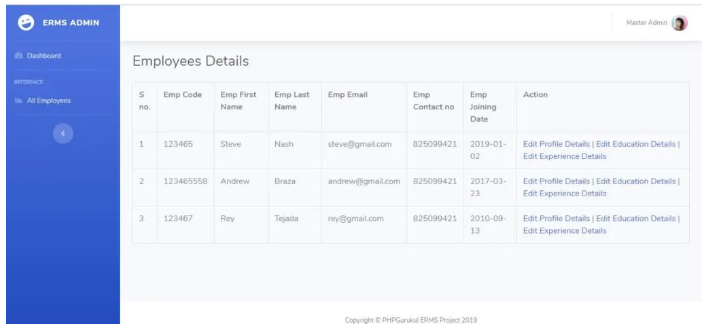 ERMS ADMIN
Master Admin
Dashboard
INTERFACE
All Employees
Employees Details
S no. Emp Code Emp First Name Emp Last Name Emp Email Emp Contact no Emp Joining Date Action
1 123465 Steve Nash steve@gmail.com 825099421 2019-01-02 Edit Profile Details | Edit Education Details | Edit Experience Details
2 123465558 Andrew Braza andrew@gmail.com 825099421 2017-03-23 Edit Profile Details | Edit Education Details | Edit Experience Details
3 123467 Rey Tejada rey@gmail.com 825099421 2010-09-13 Edit Profile Details | Edit Education Details | Edit Experience Details
Copyright © PHPGurukul ERMS Project 2019